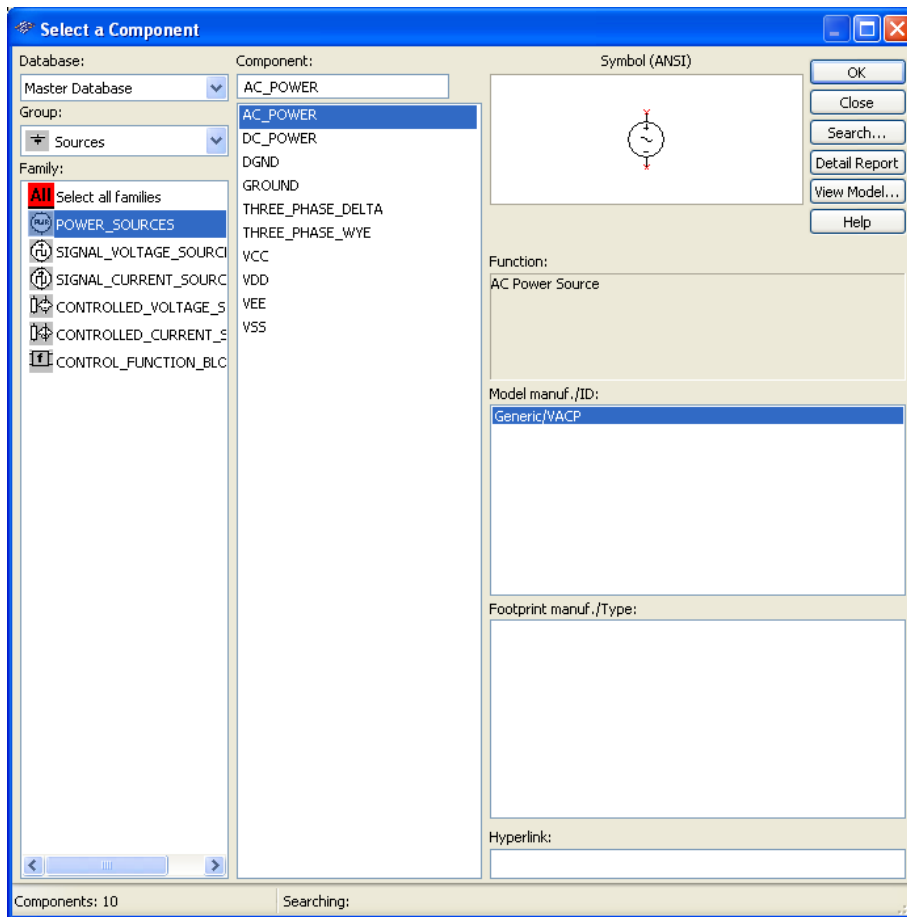 Select a Component
Database:
Master Database
Group:
Sources
Family:
All Select all families
PWR POWER_SOURCES
SIGNAL_VOLTAGE_SOURC
SIGNAL_CURRENT_SOURC
CONTROLLED_VOLTAGE_S
CONTROLLED_CURRENT_S
f CONTROL_FUNCTION_BLC
Component:
AC_POWER
AC_POWER
DC_POWER
DGND
GROUND
THREE_PHASE_DELTA
THREE_PHASE_WYE
VCC
VDD
VEE
VSS
Symbol (ANSI)
OK
Close
Search...
Detail Report
View Model...
Help
Function:
AC Power Source
Model manuf./ID:
Generic/VACP
Footprint manuf./Type:
Hyperlink:
Components: 10
Searching: